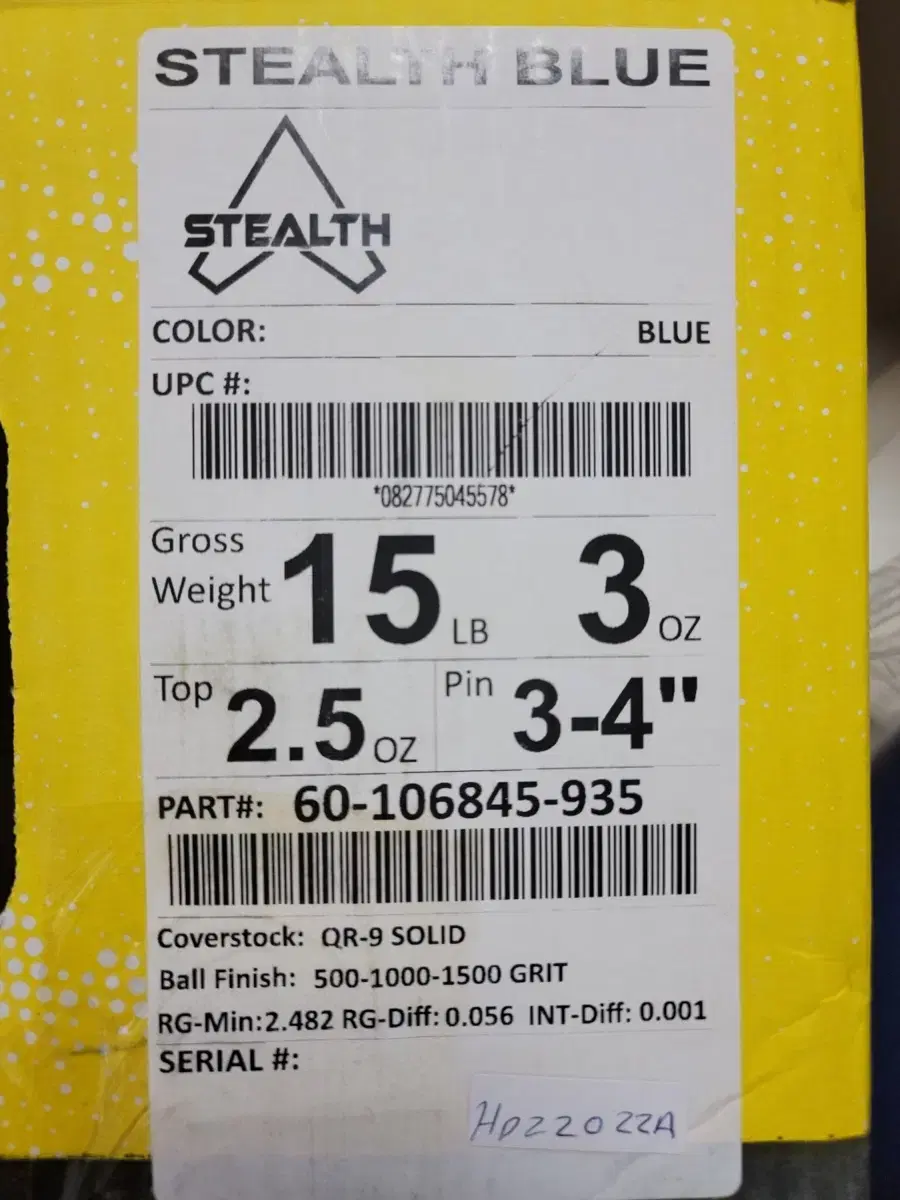 STEALTH BLUE
STEALTH
COLOR: BLUE
UPC #:
*082775045578*
Gross Weight 15 LB 3 OZ
Top 2.5 OZ Pin 3-4"
PART#: 60-106845-935
Coverstock: QR-9 SOLID
Ball Finish: 500-1000-1500 GRIT
RG-Min:2.482 RG-Diff: 0.056 INT-Diff: 0.001
SERIAL #: